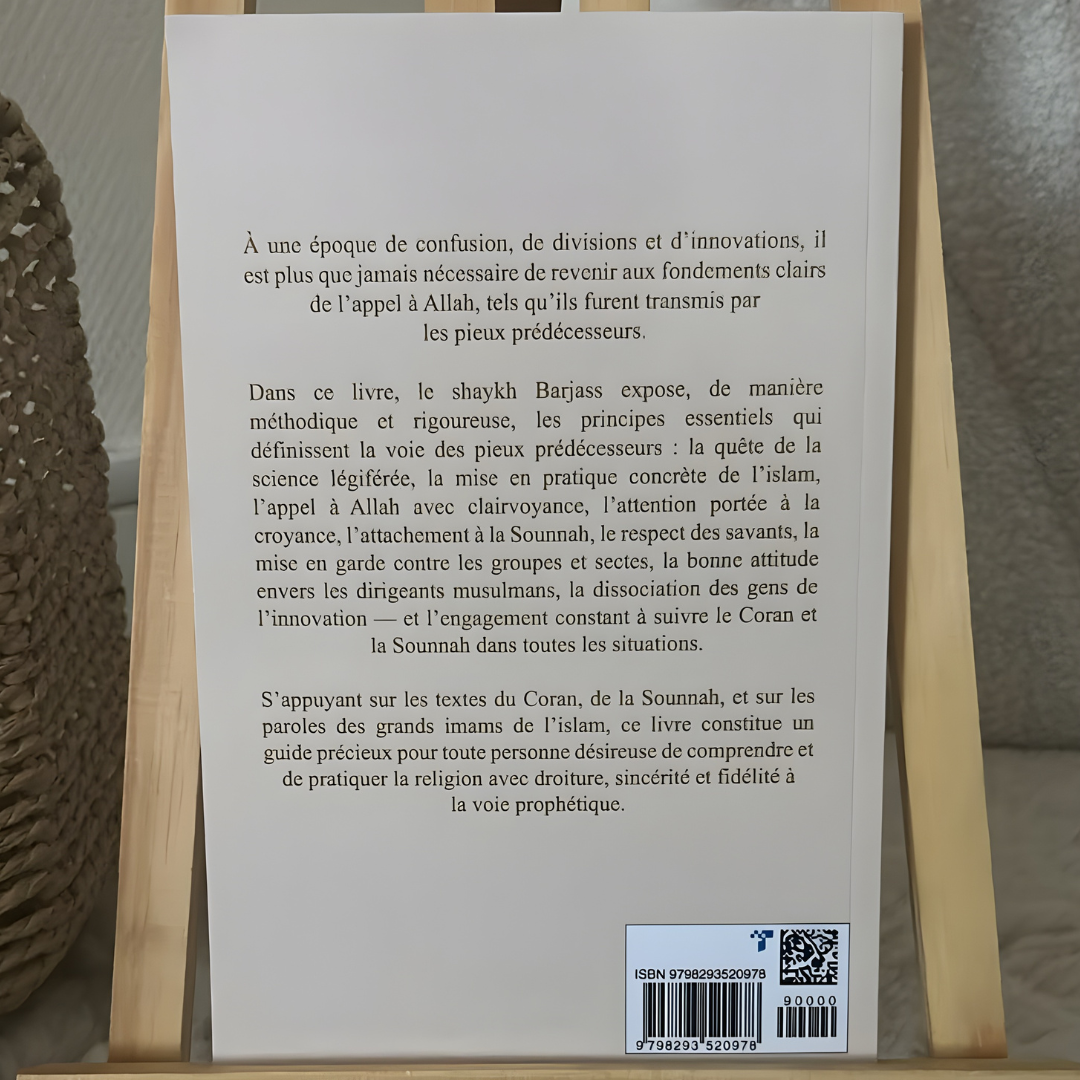 À une époque de confusion, de divisions et d'innovations, il
est plus que jamais nécessaire de revenir aux fondements clairs
de l'appel à Allah, tels qu'ils furent transmis par
les pieux prédécesseurs.
Dans ce livre, le shaykh Barjass expose, de manière
méthodique et rigoureuse, les principes essentiels qui
définissent la voie des pieux prédécesseurs : la quête de la
science légiférée, la mise en pratique concrète de l'islam,
l'appel à Allah avec clairvoyance, l'attention portée à la
croyance, l'attachement à la Sounnah, le respect des savants, la
mise en garde contre les groupes et sectes, la bonne attitude
envers les dirigeants musulmans, la dissociation des gens de
l'innovation — et l'engagement constant à suivre le Coran et
la Sounnah dans toutes les situations.
S'appuyant sur les textes du Coran, de la Sounnah, et sur les
paroles des grands imams de l'islam, ce livre constitue un
guide précieux pour toute personne désireuse de comprendre et
de pratiquer la religion avec droiture, sincérité et fidélité à
la voie prophétique.
ISBN 9798293520978
90000
9 798293 520978